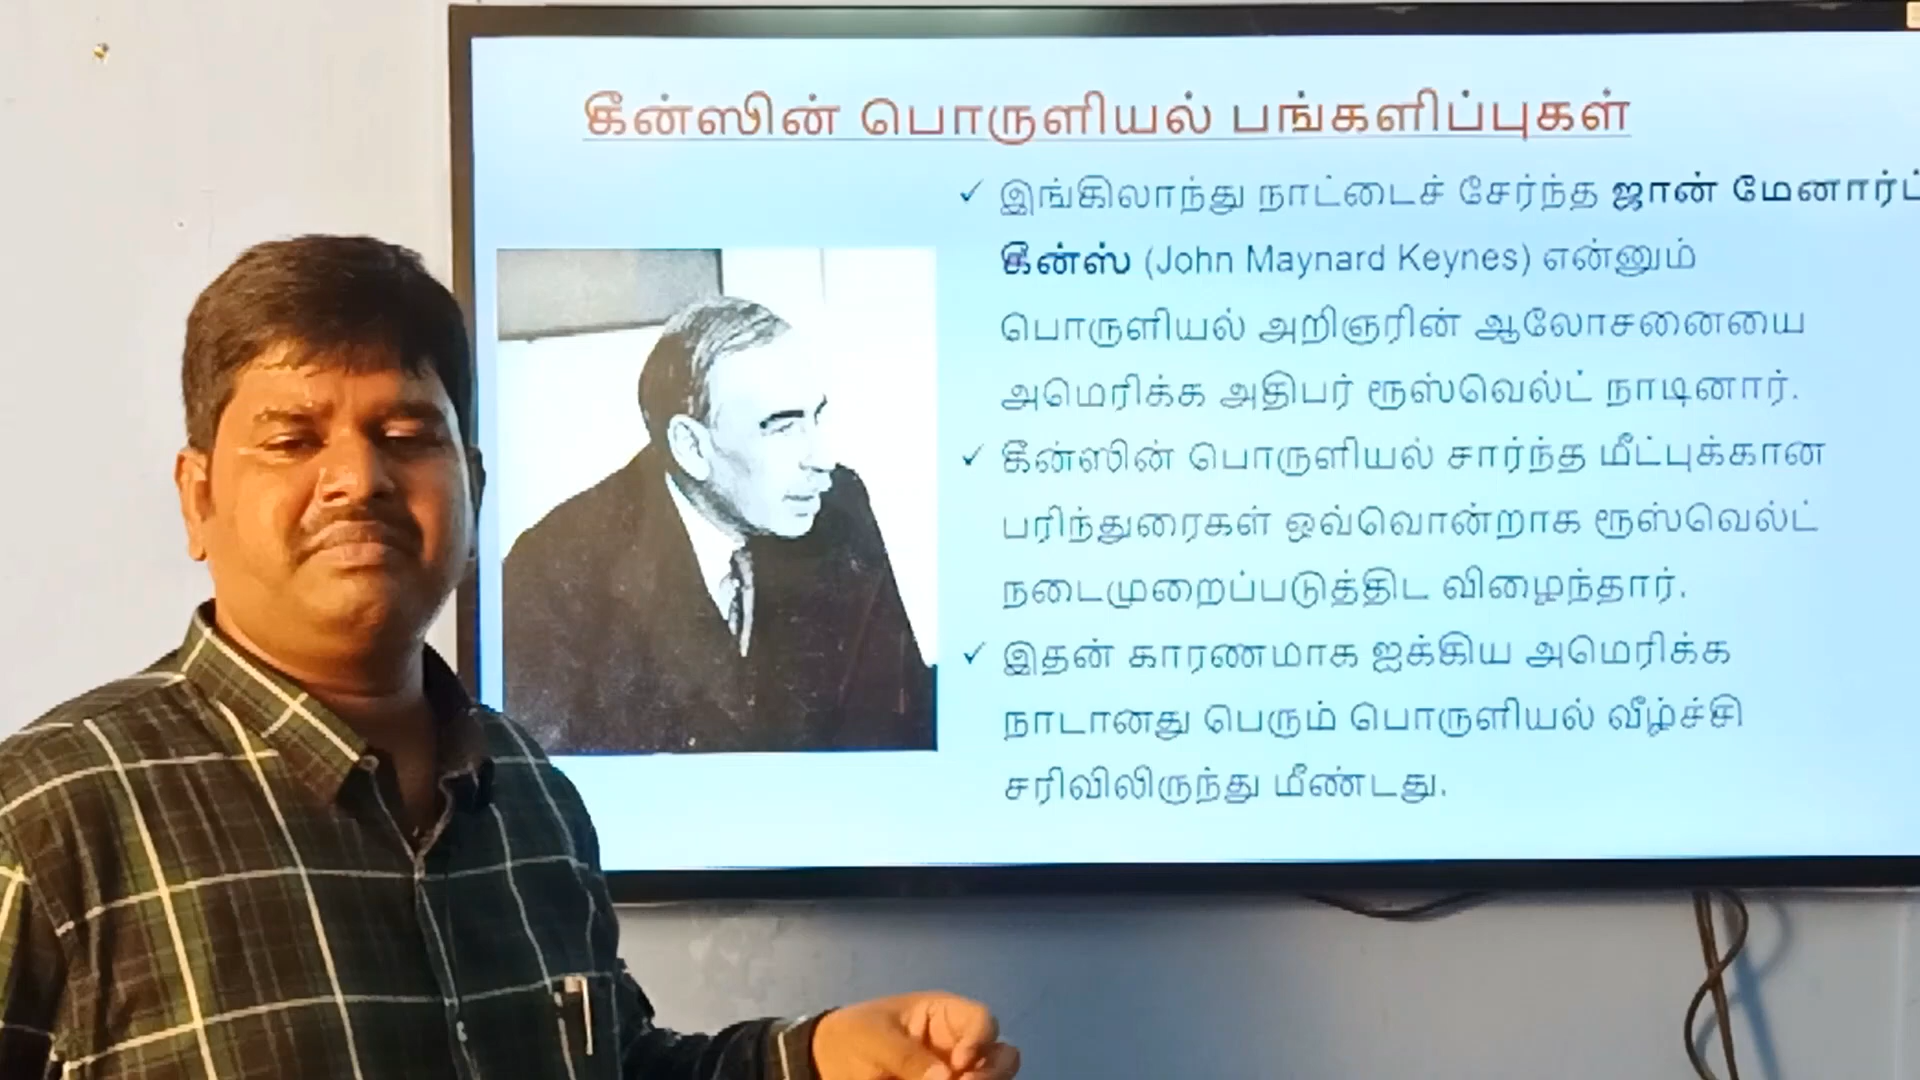 கீன்ஸின் பொருளியல் பங்களிப்புகள்
✓ இங்கிலாந்து நாட்டைச் சேர்ந்த ஜான் மேனார்ட்
கீன்ஸ் (John Maynard Keynes) என்னும்
பொருளியல் அறிஞரின் ஆலோசனையை
அமெரிக்க அதிபர் ரூஸ்வெல்ட் நாடினார்.
✓ கீன்ஸின் பொருளியல் சார்ந்த மீட்புக்கான
பரிந்துரைகள் ஒவ்வொன்றாக ரூஸ்வெல்ட்
நடைமுறைப்படுத்திட விழைந்தார்.
✓ இதன் காரணமாக ஐக்கிய அமெரிக்க
நாடானது பெரும் பொருளியல் வீழ்ச்சி
சரிவிலிருந்து மீண்டது.